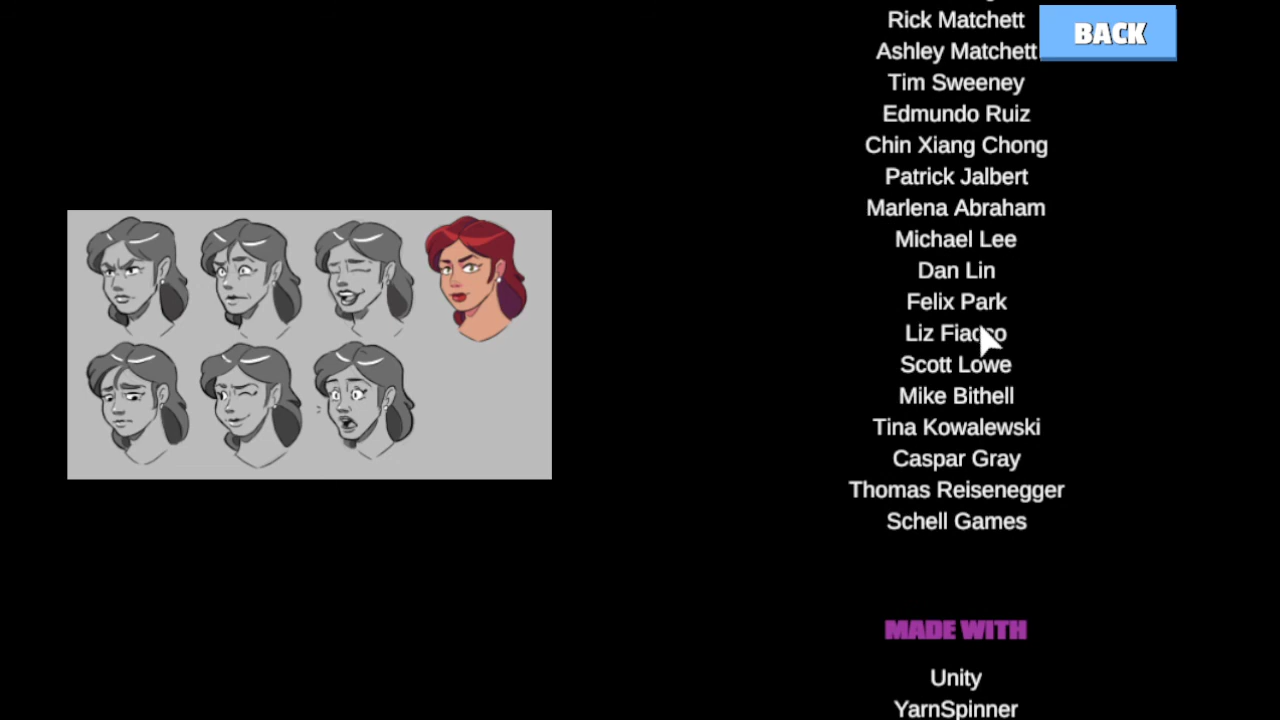 Rick Matchett
BACK
Ashley Matchett
Tim Sweeney
Edmundo Ruiz
Chin Xiang Chong
Patrick Jalbert
Marlena Abraham
Michael Lee
Dan Lin
Felix Park
Liz
Scott Lowe
Mike Bithell
Tina Kowalewski
Caspar Gray
Thomas Reisenegger
Schell Games
MADE WITH
Unity
YarnSpinner